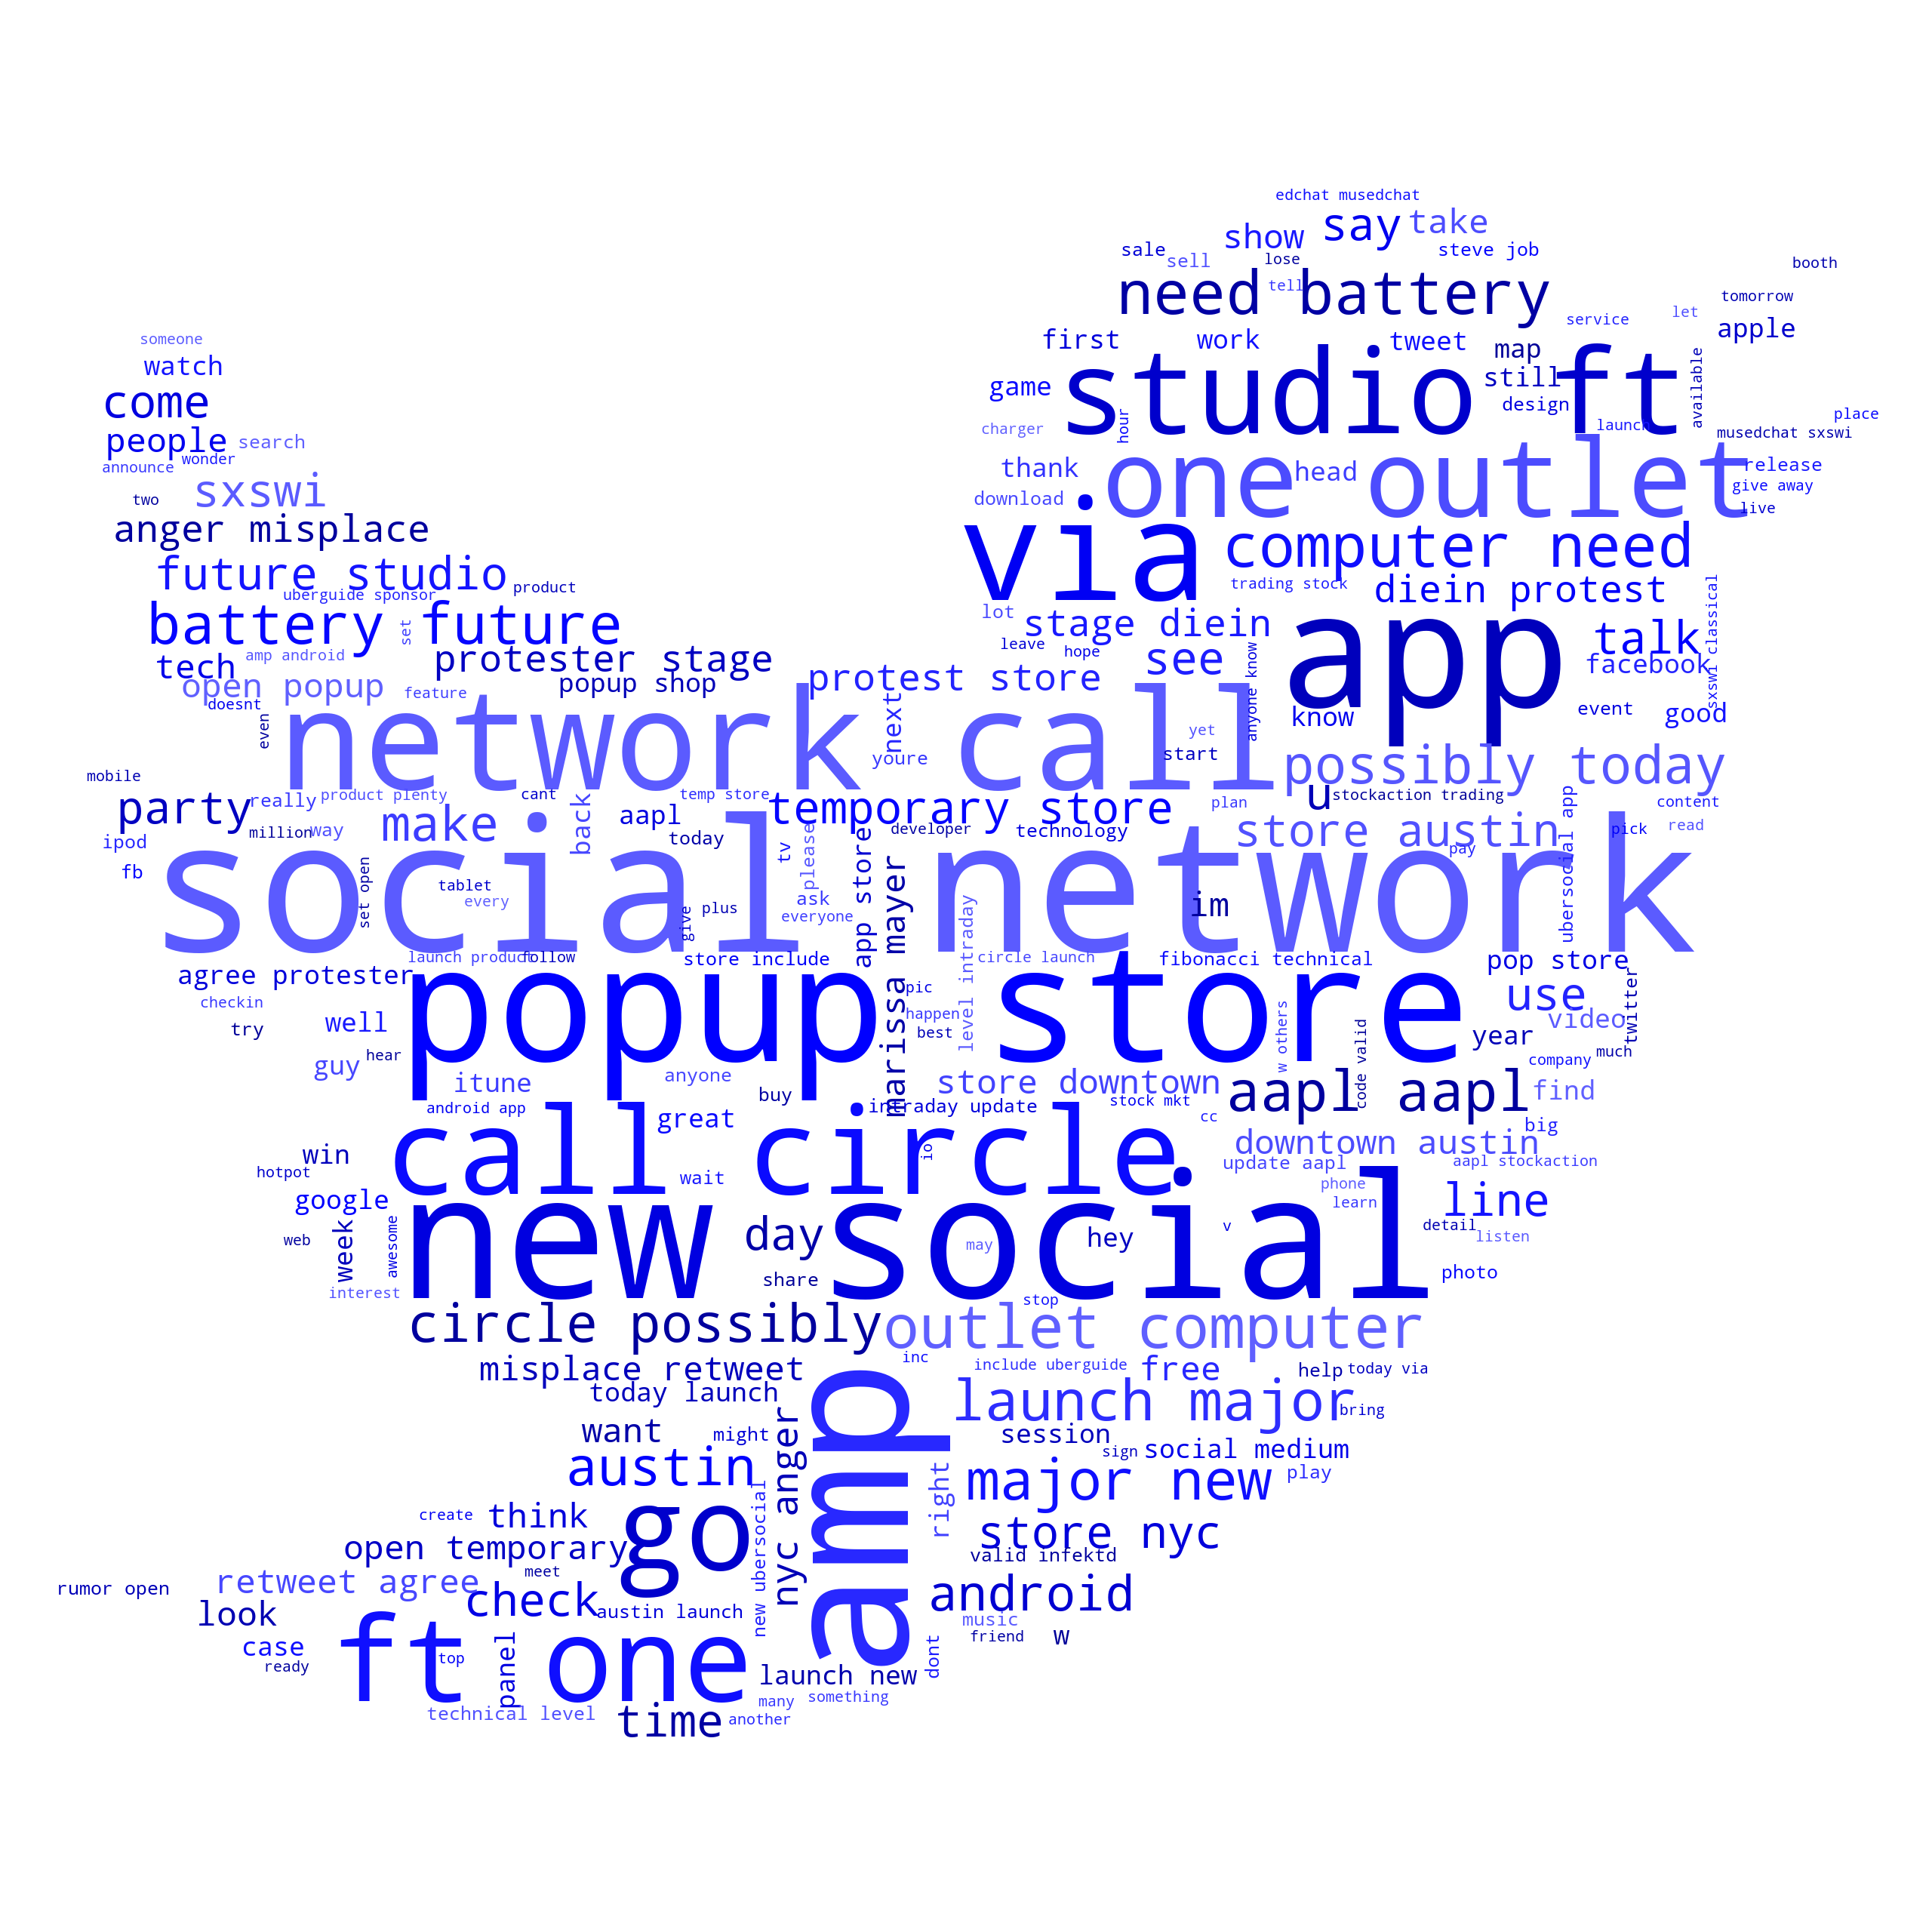 edchat musedchat
say take
show
sale sell lose steve job
booth
need tell battery
tomorrow
service let
apple
someone
first work tweet map
watch
studio still ft available
game
design
come
hour
launch
place
charger
musedchat sxswi
people search
announce wonder
thank one head outlet release
give away
sxswi
two
download
live
anger misplace
via computer need
future studio
product
uberguide sponsor
trading stock diein protest
sxswi classical
battery set future
lot stage diein
app talk
leave hope
tech amp android protester stage
see anyone know facebook
open popup feature popup shop
protest store
doesnt
even
network call
next
know event good
youre yet start
possibly today
mobile
party really product plenty cant
back
temp store temporary store plan u stockaction trading content
ipod million way make aapl today
tv please app store
developer technology
store austin
ubersocial app
pick read
pay
fb
social network
set open tablet every
give plus ask everyone
marissa mayer
level intraday
im
agree protester
launch product follow store include
circle launch fibonacci technical pop store
popup store
checkin
try well
pic happen best
w others
code valid
use
twitter
year video
guy hear
company much
itune anyone
buy
store downtown
aapl aapl find
android app great
intraday update stock mkt cc big
call circle
io
downtown austin
win hotpot
wait
update aapl aapl stockaction
google
phone learn
line
new social
week awesome
web
day
may
hey
v
detail listen
share
photo
interest
stop
circle possibly outlet computer
misplace retweet
inc include uberguide free help today via
today launch
amp
launch major bring
want might
nyc anger
session sign social medium
austin
right
major new play
create think go
new ubersocial
store nyc
open temporary
valid infektd
meet
rumor open retweet agree check
android
look austin launch
music
case ready
friend w
ft top one
panel
dont
launch new
technical level time
many something
another